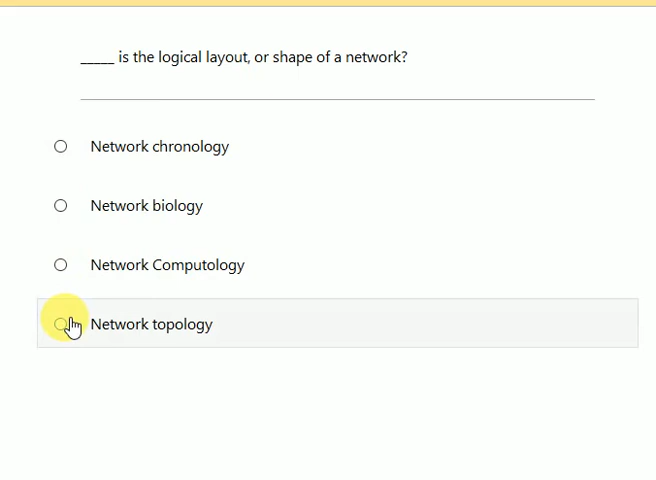 _____ is the logical layout, or shape of a network?
Network chronology
Network biology
Network Computology
Network topology